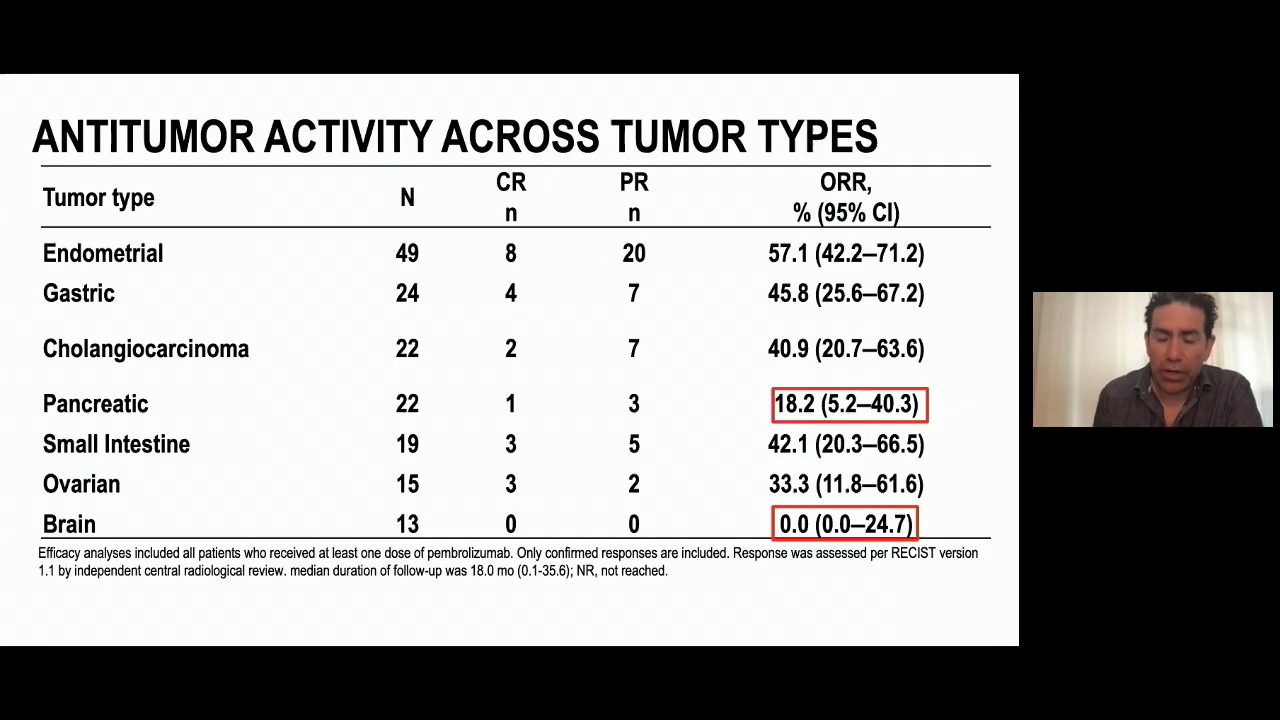 ANTITUMOR ACTIVITY ACROSS TUMOR TYPES
Tumor type N CR n PR n ORR, % (95% CI)
Endometrial 49 8 20 57.1 (42.2–71.2)
Gastric 24 4 7 45.8 (25.6–67.2)
Cholangiocarcinoma 22 2 7 40.9 (20.7–63.6)
Pancreatic 22 1 3 18.2 (5.2–40.3)
Small Intestine 19 3 5 42.1 (20.3–66.5)
Ovarian 15 3 2 33.3 (11.8–61.6)
Brain 13 0 0 0.0 (0.0–24.7)
Efficacy analyses included all patients who received at least one dose of pembrolizumab. Only confirmed responses are included. Response was assessed per RECIST version
1.1 by independent central radiological review. median duration of follow-up was 18.0 mo (0.1-35.6); NR, not reached.